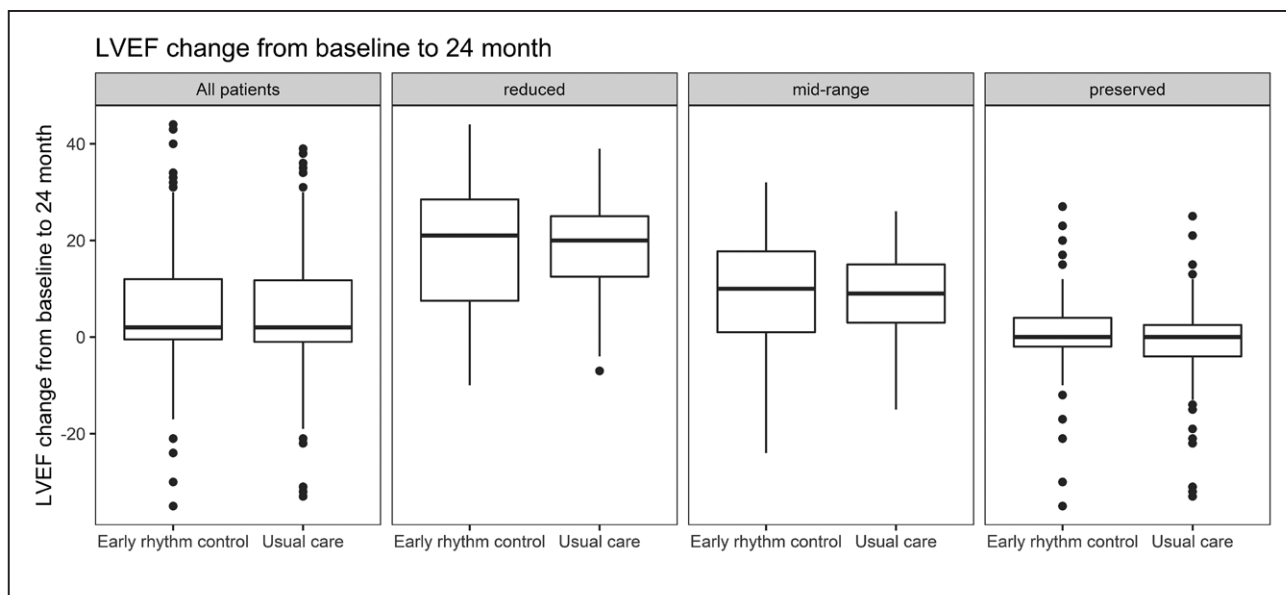 LVEF change from baseline to 24 month
All patients
reduced
mid-range
preserved
LVEF change from baseline to 24 month
40
20
0
-20
Early rhythm control Usual care
Early rhythm control Usual care
Early rhythm control Usual care
Early rhythm control Usual care